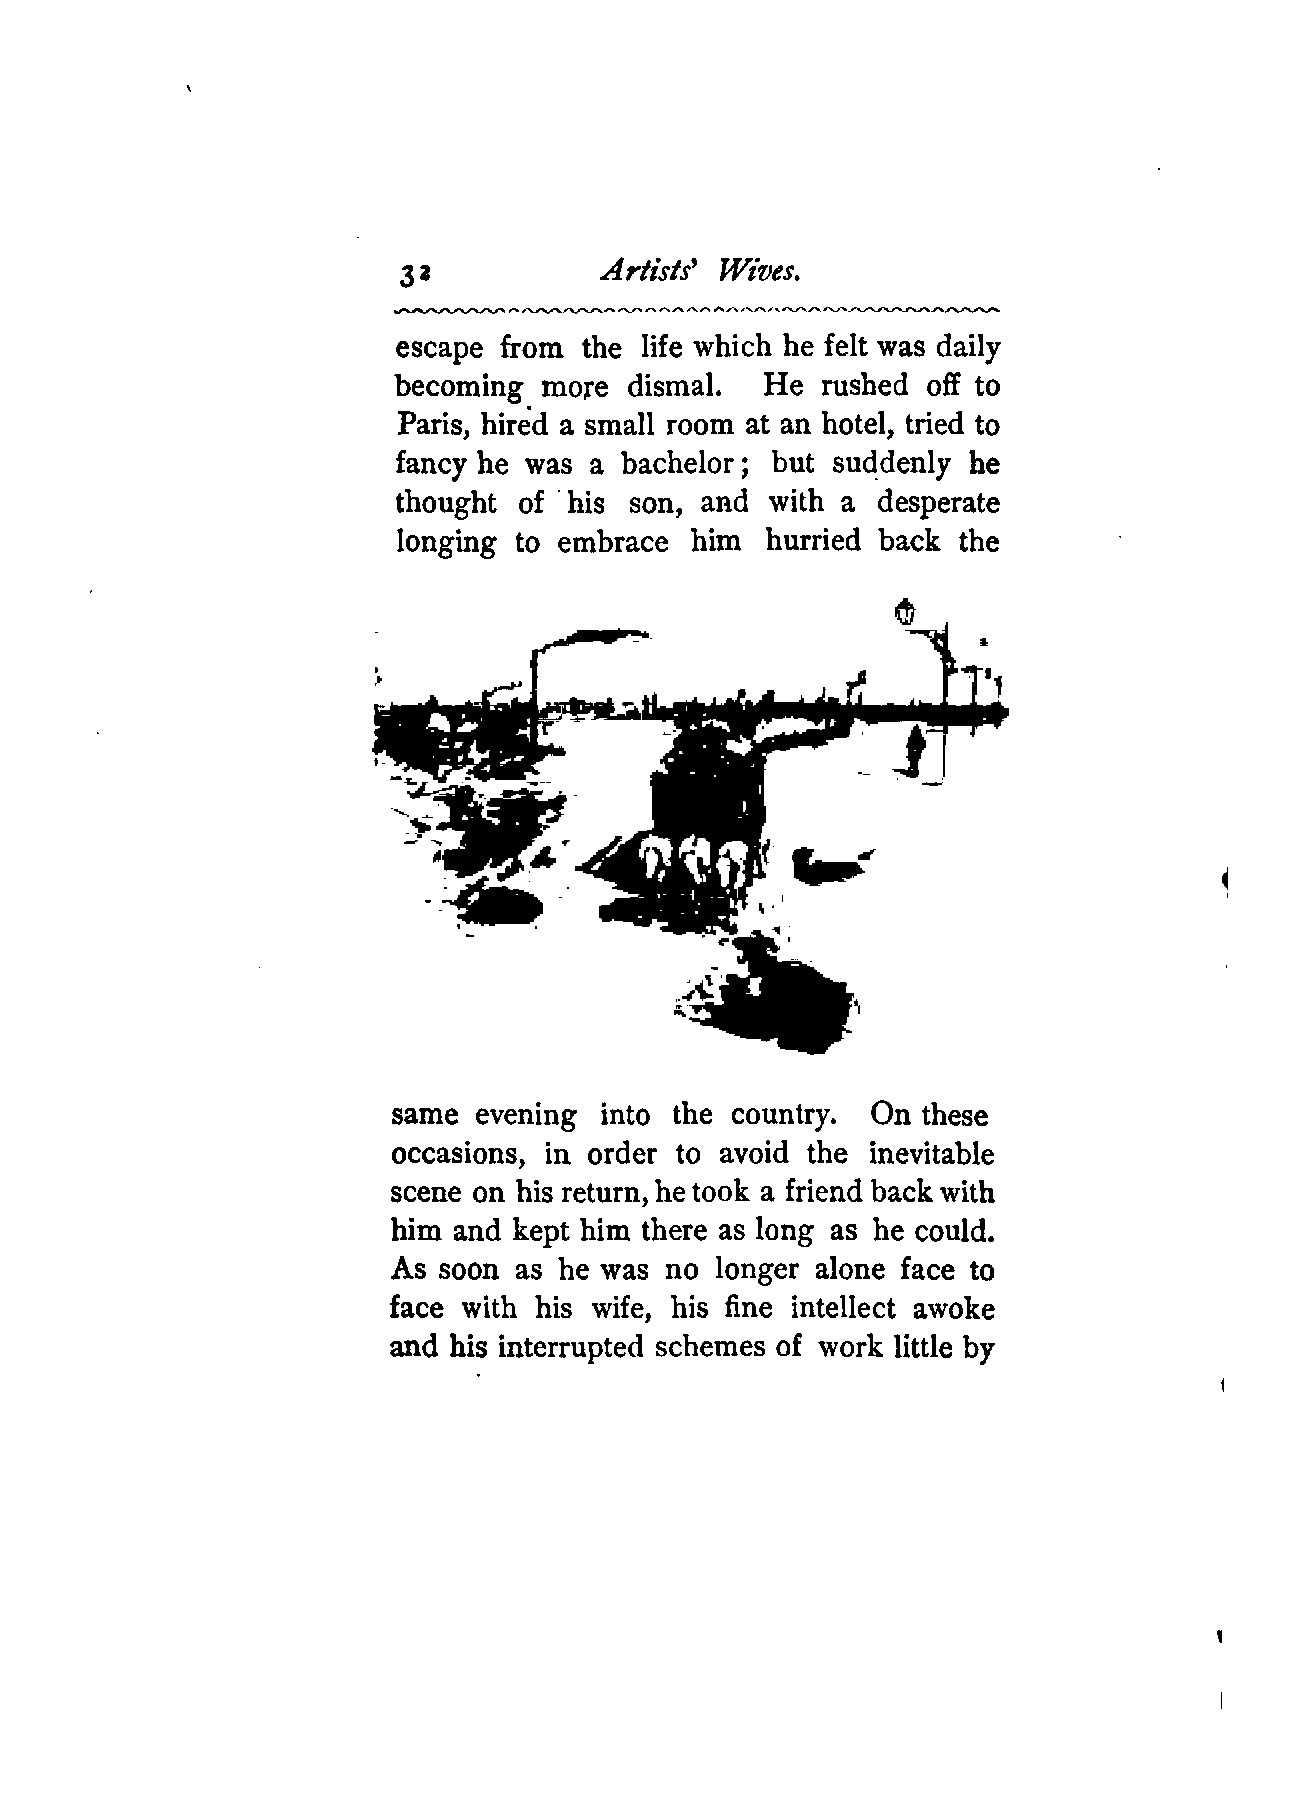 32 Artists' Wives.
escape from the life which he felt was daily
becoming more dismal. He rushed off to
Paris, hired a small room at an hotel, tried to
fancy he was a bachelor; but suddenly he
thought of his son, and with a desperate
longing to embrace him hurried back the
same evening into the country. On these
occasions, in order to avoid the inevitable
scene on his return, he took a friend back with
him and kept him there as long as he could.
As soon as he was no longer alone face to
face with his wife, his fine intellect awoke
and his interrupted schemes of work little by